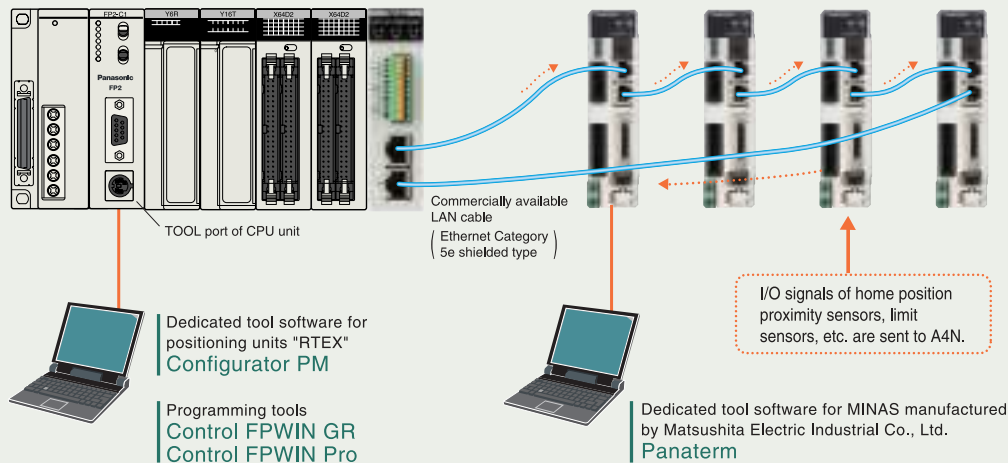 FP2-C1
Y6R
Y16T
X64D2
X64D2
Panasonic
FP2
TOOL port of CPU unit
Commercially available
LAN cable
( Ethernet Category
5e shielded type )
I/O signals of home position
proximity sensors, limit
sensors, etc. are sent to A4N.
Dedicated tool software for
positioning units "RTEX"
Configurator PM
Programming tools
Control FPWIN GR
Control FPWIN Pro
Dedicated tool software for MINAS manufactured
by Matsushita Electric Industrial Co., Ltd.
Panaterm